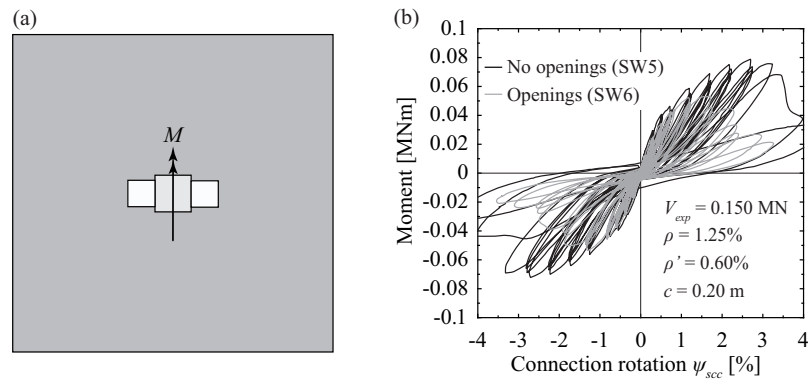 (a)
M
(b)
0.1
0.08
0.06
0.04
0.02
0
-0.02
-0.04
-0.06
-0.08
-0.1
Moment [MNm]
No openings (SW5)
Openings (SW6)
V_exp = 0.150 MN
ρ = 1.25%
ρ’ = 0.60%
c = 0.20 m
-4 -3 -2 -1 0 1 2 3 4
Connection rotation ψ_scc [%]